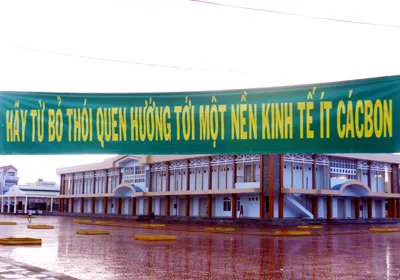 HÃY TỪ BỎ THÓI QUEN HƯỚNG TỚI MỘT NỀN KINH TẾ ÍT CÁCBON